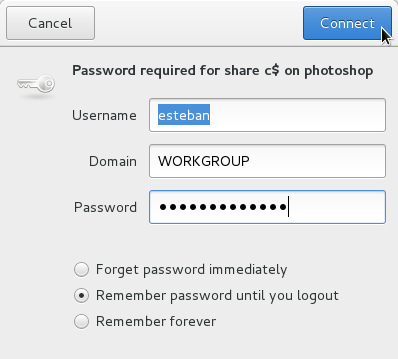 Cancel Connect
Password required for share c$ on photoshop
Username esteban
Domain WORKGROUP
Password •••••••••••••
Forget password immediately
Remember password until you logout
Remember forever